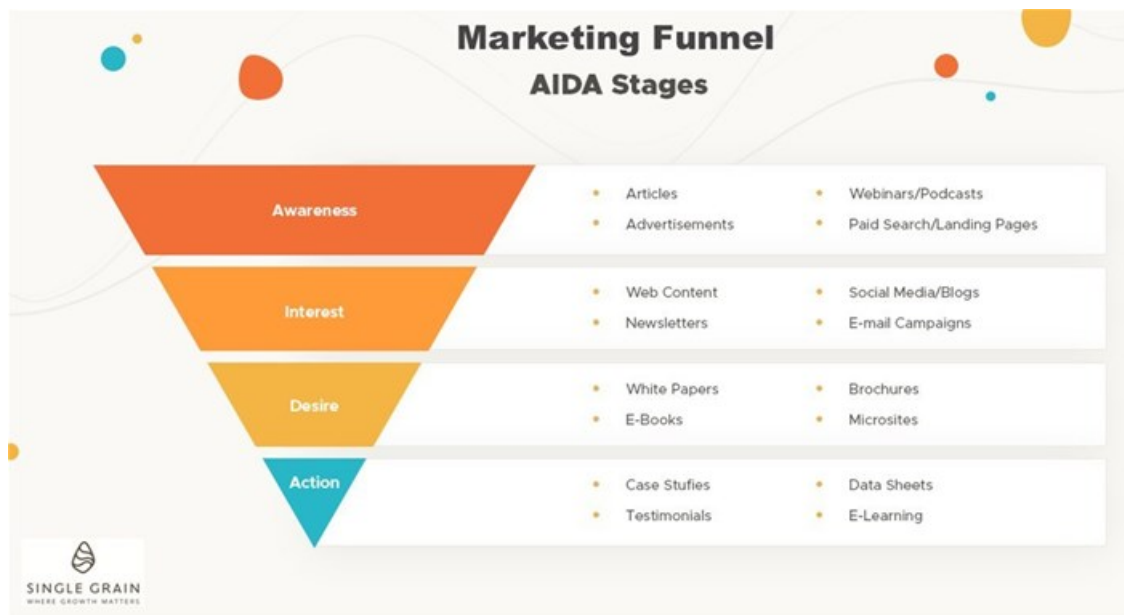 Marketing Funnel
AIDA Stages
Awareness
Articles
Webinars/Podcasts
Advertisements
Paid Search/Landing Pages
Interest
Web Content
Social Media/Blogs
Newsletters
E-mail Campaigns
Desire
White Papers
Brochures
E-Books
Microsites
Action
Case Stufies
Data Sheets
Testimonials
E-Learning
SINGLE GRAIN
WHERE GROWTH MATTERS